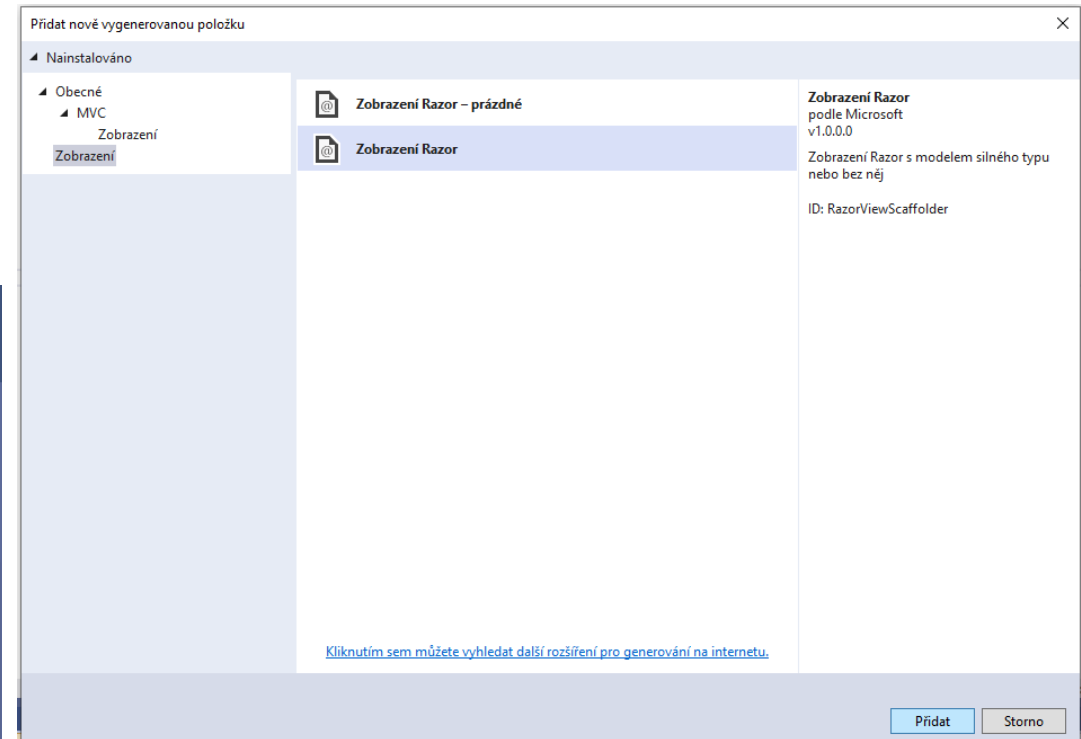 Přidat nově vygenerovanou položku
Nainstalováno
Obecné
MVC
Zobrazení
Zobrazení
Zobrazení Razor – prázdné
Zobrazení Razor
Kliknutím sem můžete vyhledat další rozšíření pro generování na internetu.
Zobrazení Razor
podle Microsoft
v1.0.0.0
Zobrazení Razor s modelem silného typu
nebo bez něj
ID: RazorViewScaffolder
Přidat
Storno